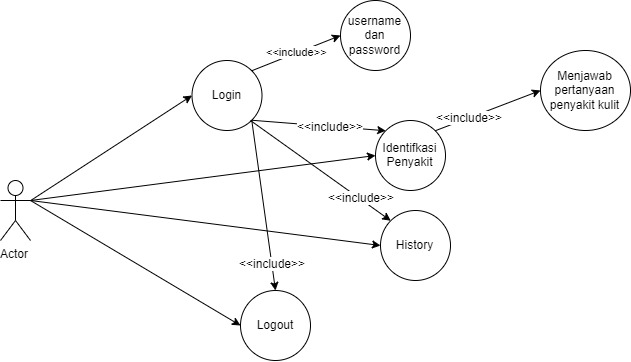 username
dan
password
<<include>>
Login
Menjawab
pertanyaan
penyakit kulit
<<include>>
<<include>>
Identifkasi
Penyakit
<<include>>
Actor
History
<<include>>
Logout